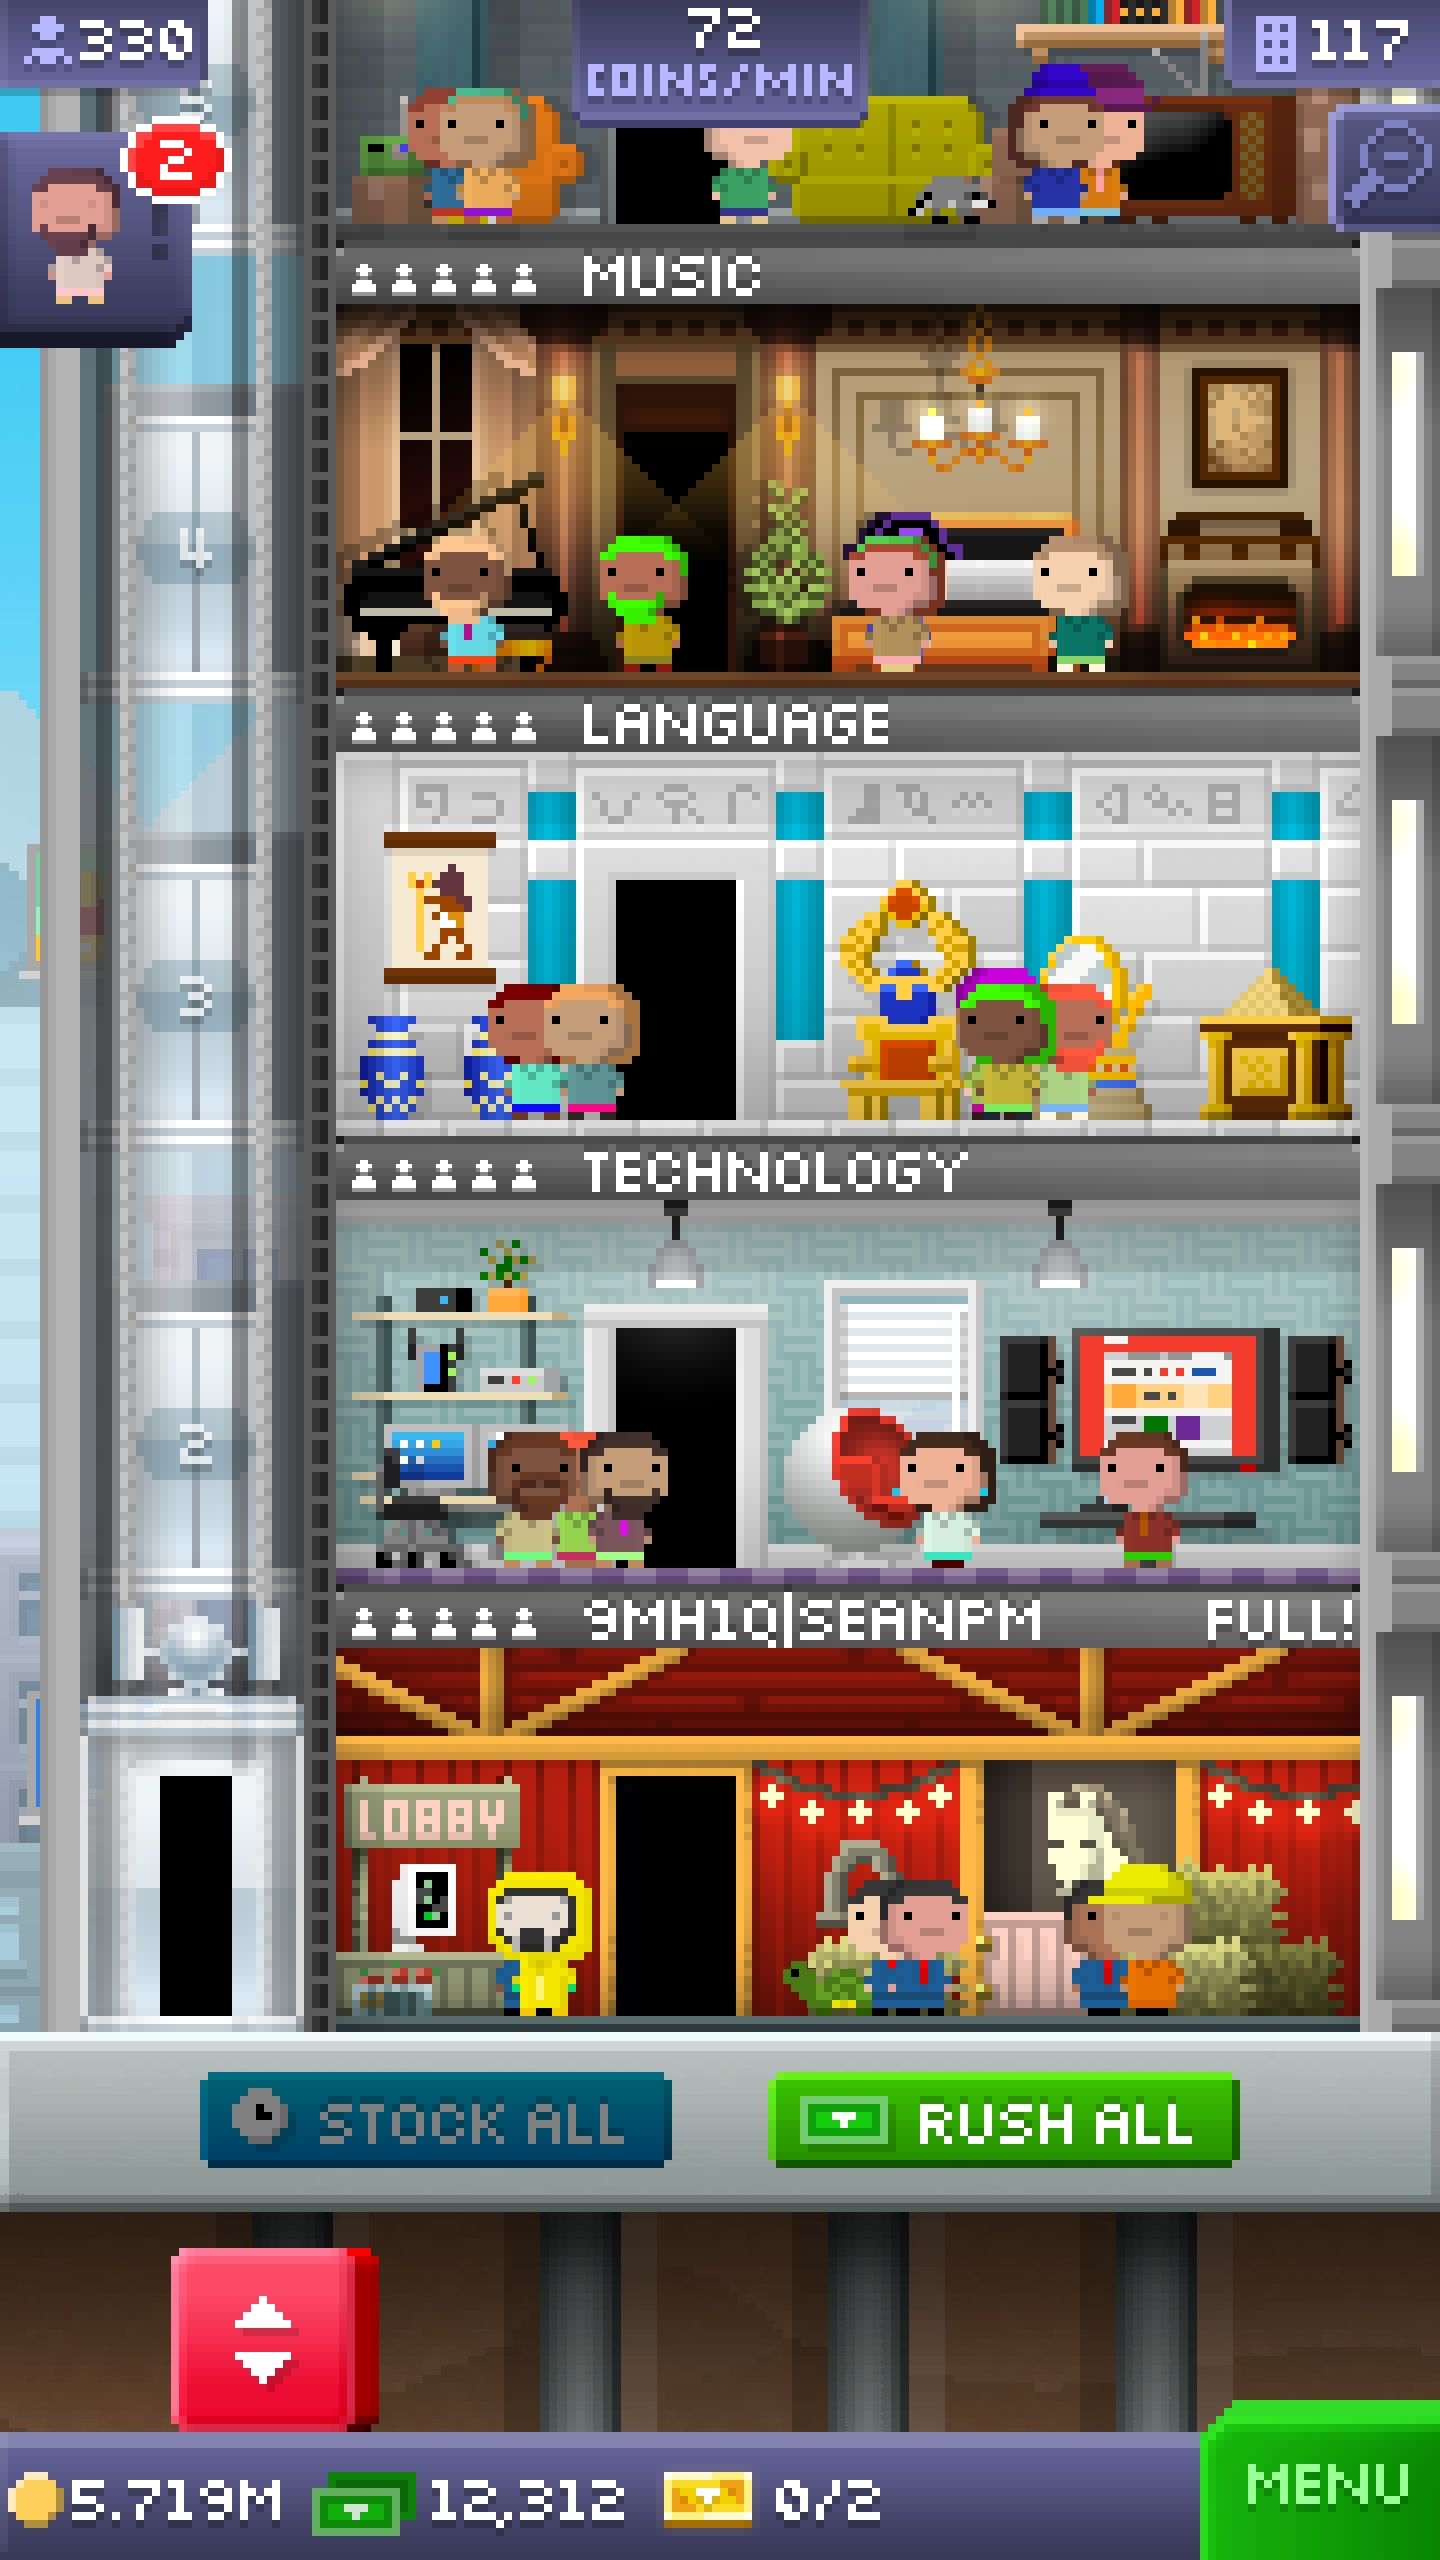 330
72
COINS/MIN
117
2
5
MUSIC
4
LANGUAGE
3
TECHNOLOGY
2
9MH1Q|SEANPM FULL!
LOBBY
STOCK ALL
RUSH ALL
5.719M
12,312
0/2
MENU